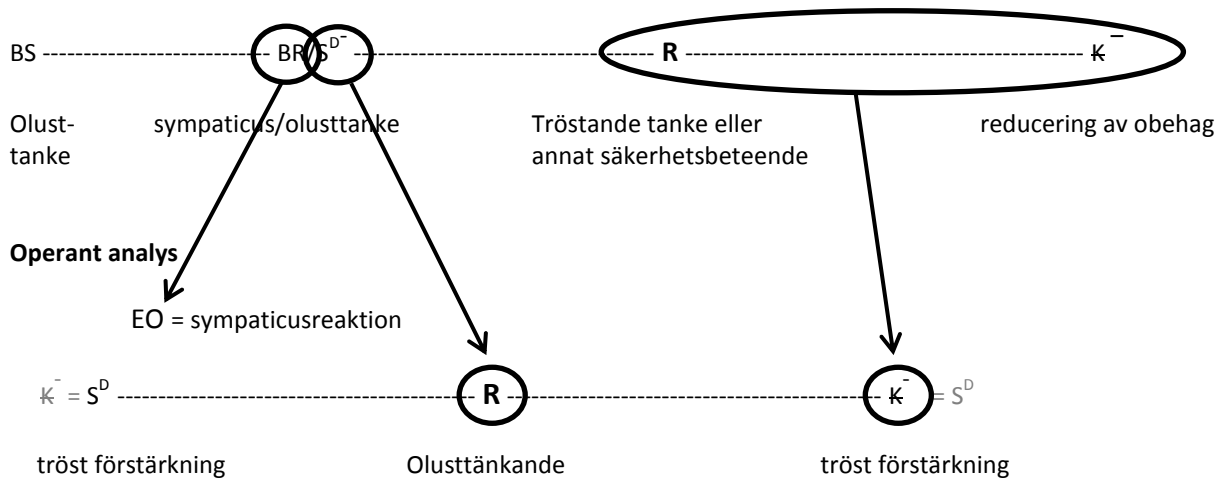 BS BR/S^D- R K̶^-
Olust- sympaticus/olusttanke Tröstande tanke eller reducering av obehag
tanke annat säkerhetsbeteende
Operant analys
EO = sympaticusreaktion
K̶^- = S^D R K̶^- = S^D
tröst förstärkning Olusttänkande tröst förstärkning